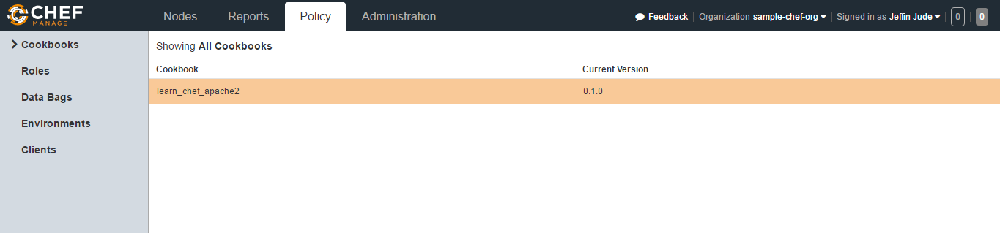 CHEF
MANAGE
Nodes Reports Policy Administration Feedback Organization sample-chef-org Signed in as Jeffin Jude 0 0
Cookbooks
Roles
Data Bags
Environments
Clients
Showing All Cookbooks
Cookbook Current Version
learn_chef_apache2 0.1.0